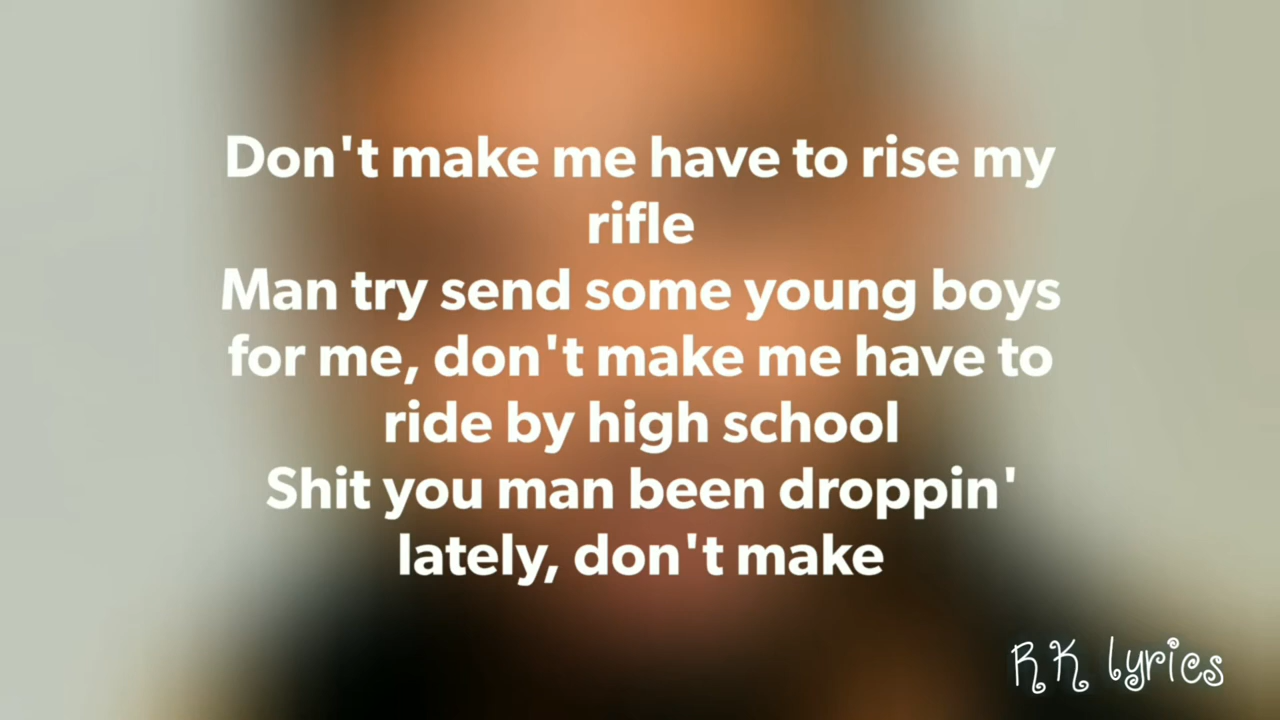 Don't make me have to rise my
rifle
Man try send some young boys
for me, don't make me have to
ride by high school
Shit you man been droppin'
lately, don't make
RK lyrics